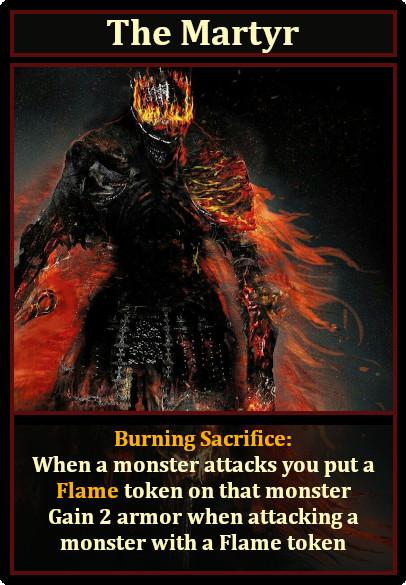 The Martyr
Burning Sacrifice:
When a monster attacks you put a
Flame token on that monster
Gain 2 armor when attacking a
monster with a Flame token